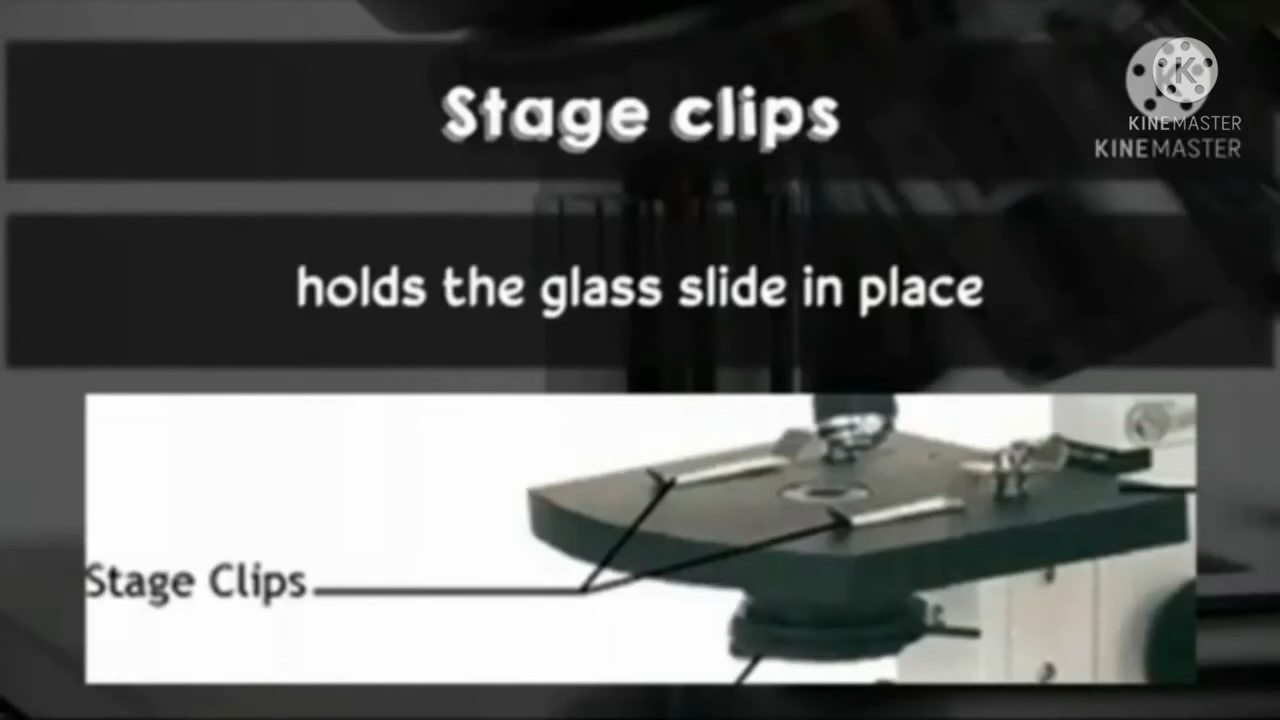 Stage clips
KINEMASTER
KINEMASTER
holds the glass slide in place
Stage Clips